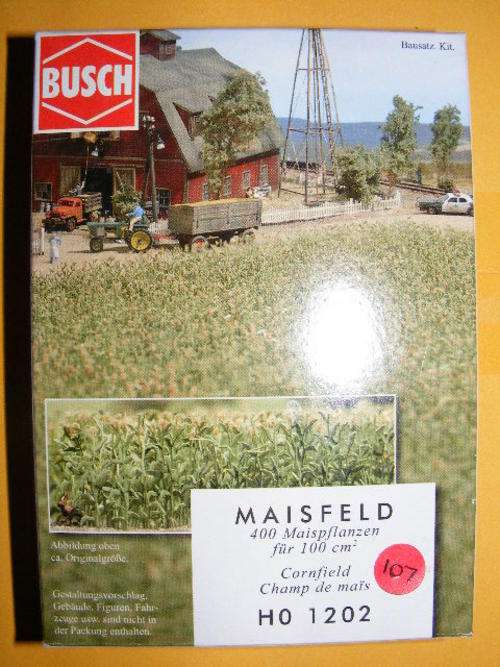 BUSCH
Bausatz. Kit.
Abbildung oben
ca. Originalgröße.
Gestaltungsvorschlag,
Gebäude, Figuren, Fahr-
zeuge usw. sind nicht in
der Packung enthalten.
MAISFELD
400 Maispflanzen
für 100 cm²
Cornfield
Champ de maïs
107
H0 1202